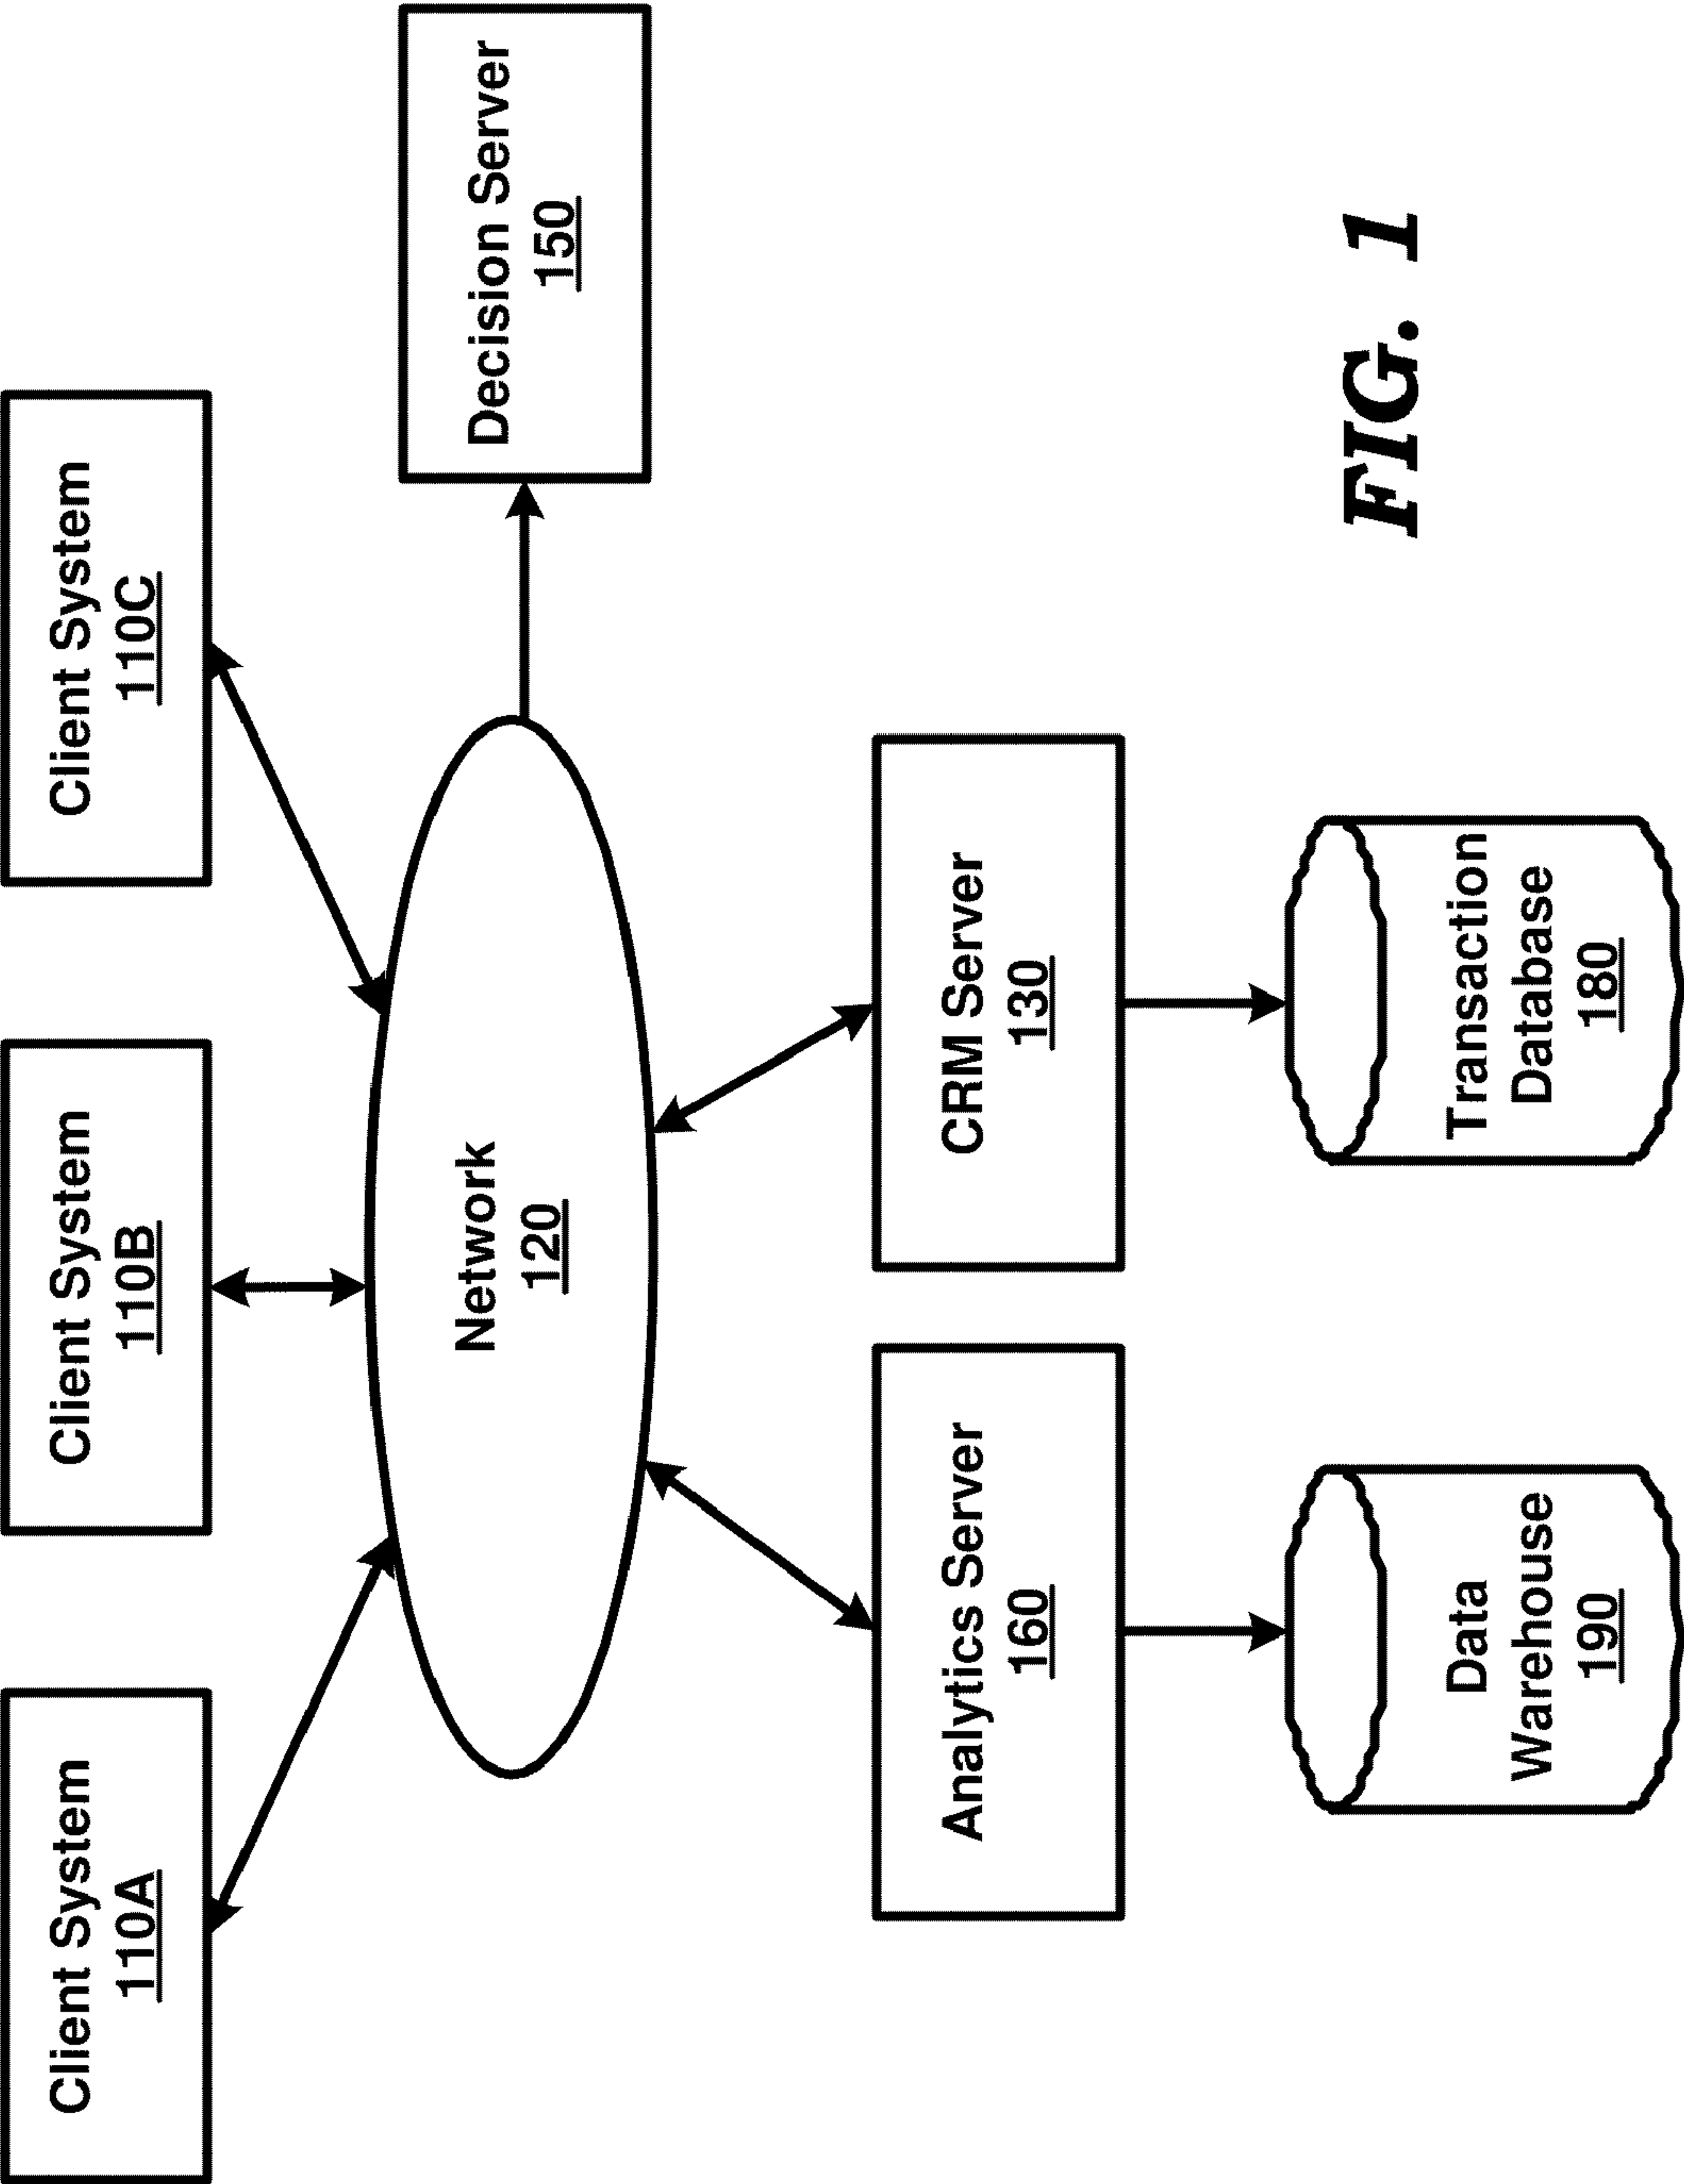 Client System
110A
Client System
110B
Client System
110C
Network
120
Decision Server
150
Analytics Server
160
CRM Server
130
Data
Warehouse
190
Transaction
Database
180
FIG. 1